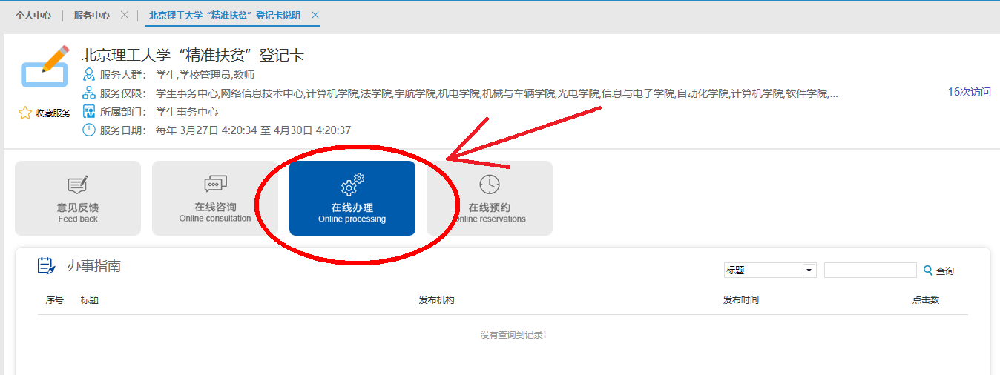 个人中心 服务中心 北京理工大学“精准扶贫”登记卡说明
北京理工大学“精准扶贫”登记卡
服务人群： 学生,学校管理员,教师
服务仅限： 学生事务中心,网络信息技术中心,计算机学院,法学院,宇航学院,机电学院,机械与车辆学院,光电学院,信息与电子学院,自动化学院,计算机学院,软件学院,...
16次访问
收藏服务
所属部门： 学生事务中心
服务日期： 每年 3月27日 4:20:34 至 4月30日 4:20:37
意见反馈
Feed back
在线咨询
Online consultation
在线办理
Online processing
在线预约
Online reservations
办事指南
标题
查询
序号 标题 发布机构 发布时间 点击数
没有查询到记录!